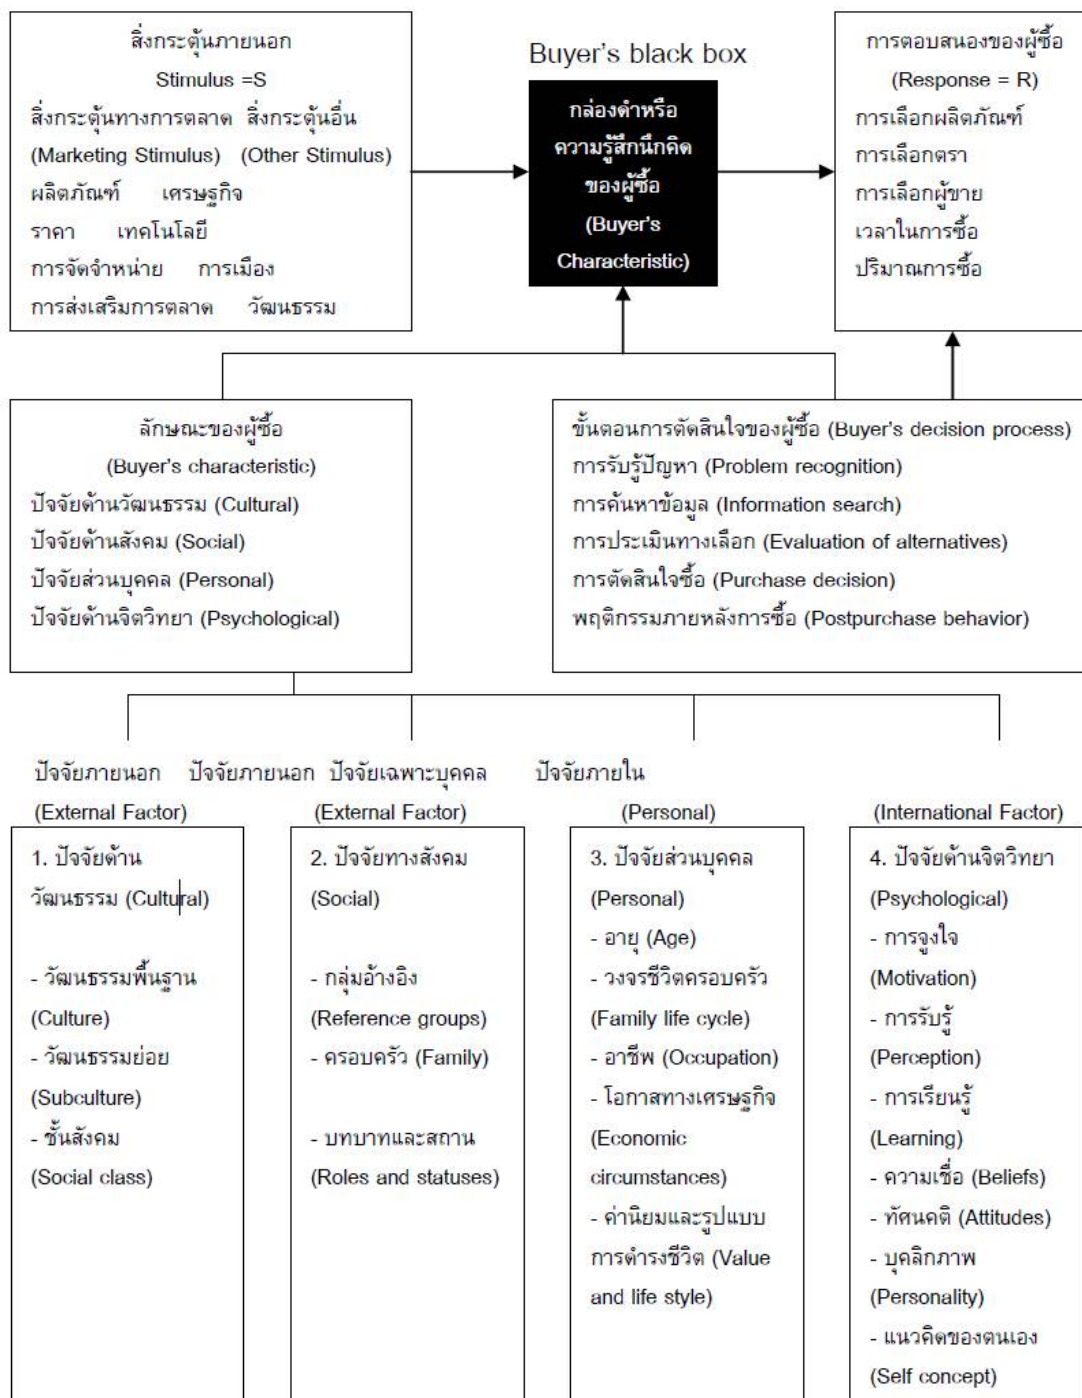 สิ่งกระตุ้นภายนอก
Stimulus =S
สิ่งกระตุ้นทางการตลาด สิ่งกระตุ้นอื่น
(Marketing Stimulus) (Other Stimulus)
ผลิตภัณฑ์ เศรษฐกิจ
ราคา เทคโนโลยี
การจัดจำหน่าย การเมือง
การส่งเสริมการตลาด วัฒนธรรม
Buyer's black box
กล่องดำหรือ
ความรู้สึกนึกคิด
ของผู้ซื้อ
(Buyer's
Characteristic)
การตอบสนองของผู้ซื้อ
(Response = R)
การเลือกผลิตภัณฑ์
การเลือกตรา
การเลือกผู้ขาย
เวลาในการซื้อ
ปริมาณการซื้อ
ลักษณะของผู้ซื้อ
(Buyer's characteristic)
ปัจจัยด้านวัฒนธรรม (Cultural)
ปัจจัยด้านสังคม (Social)
ปัจจัยส่วนบุคคล (Personal)
ปัจจัยด้านจิตวิทยา (Psychological)
ขั้นตอนการตัดสินใจของผู้ซื้อ (Buyer's decision process)
การรับรู้ปัญหา (Problem recognition)
การค้นหาข้อมูล (Information search)
การประเมินทางเลือก (Evaluation of alternatives)
การตัดสินใจซื้อ (Purchase decision)
พฤติกรรมภายหลังการซื้อ (Postpurchase behavior)
ปัจจัยภายนอก ปัจจัยภายนอก ปัจจัยเฉพาะบุคคล ปัจจัยภายใน
(External Factor) (External Factor) (Personal) (International Factor)
1. ปัจจัยด้าน
วัฒนธรรม (Cultural)
- วัฒนธรรมพื้นฐาน
(Culture)
- วัฒนธรรมย่อย
(Subculture)
- ชั้นสังคม
(Social class)
2. ปัจจัยทางสังคม
(Social)
- กลุ่มอ้างอิง
(Reference groups)
- ครอบครัว (Family)
- บทบาทและสถาน
(Roles and statuses)
3. ปัจจัยส่วนบุคคล
(Personal)
- อายุ (Age)
- วงจรชีวิตครอบครัว
(Family life cycle)
- อาชีพ (Occupation)
- โอกาสทางเศรษฐกิจ
(Economic
circumstances)
- ค่านิยมและรูปแบบ
การดำรงชีวิต (Value
and life style)
4. ปัจจัยด้านจิตวิทยา
(Psychological)
- การจูงใจ
(Motivation)
- การรับรู้
(Perception)
- การเรียนรู้
(Learning)
- ความเชื่อ (Beliefs)
- ทัศนคติ (Attitudes)
- บุคลิกภาพ
(Personality)
- แนวคิดของตนเอง
(Self concept)